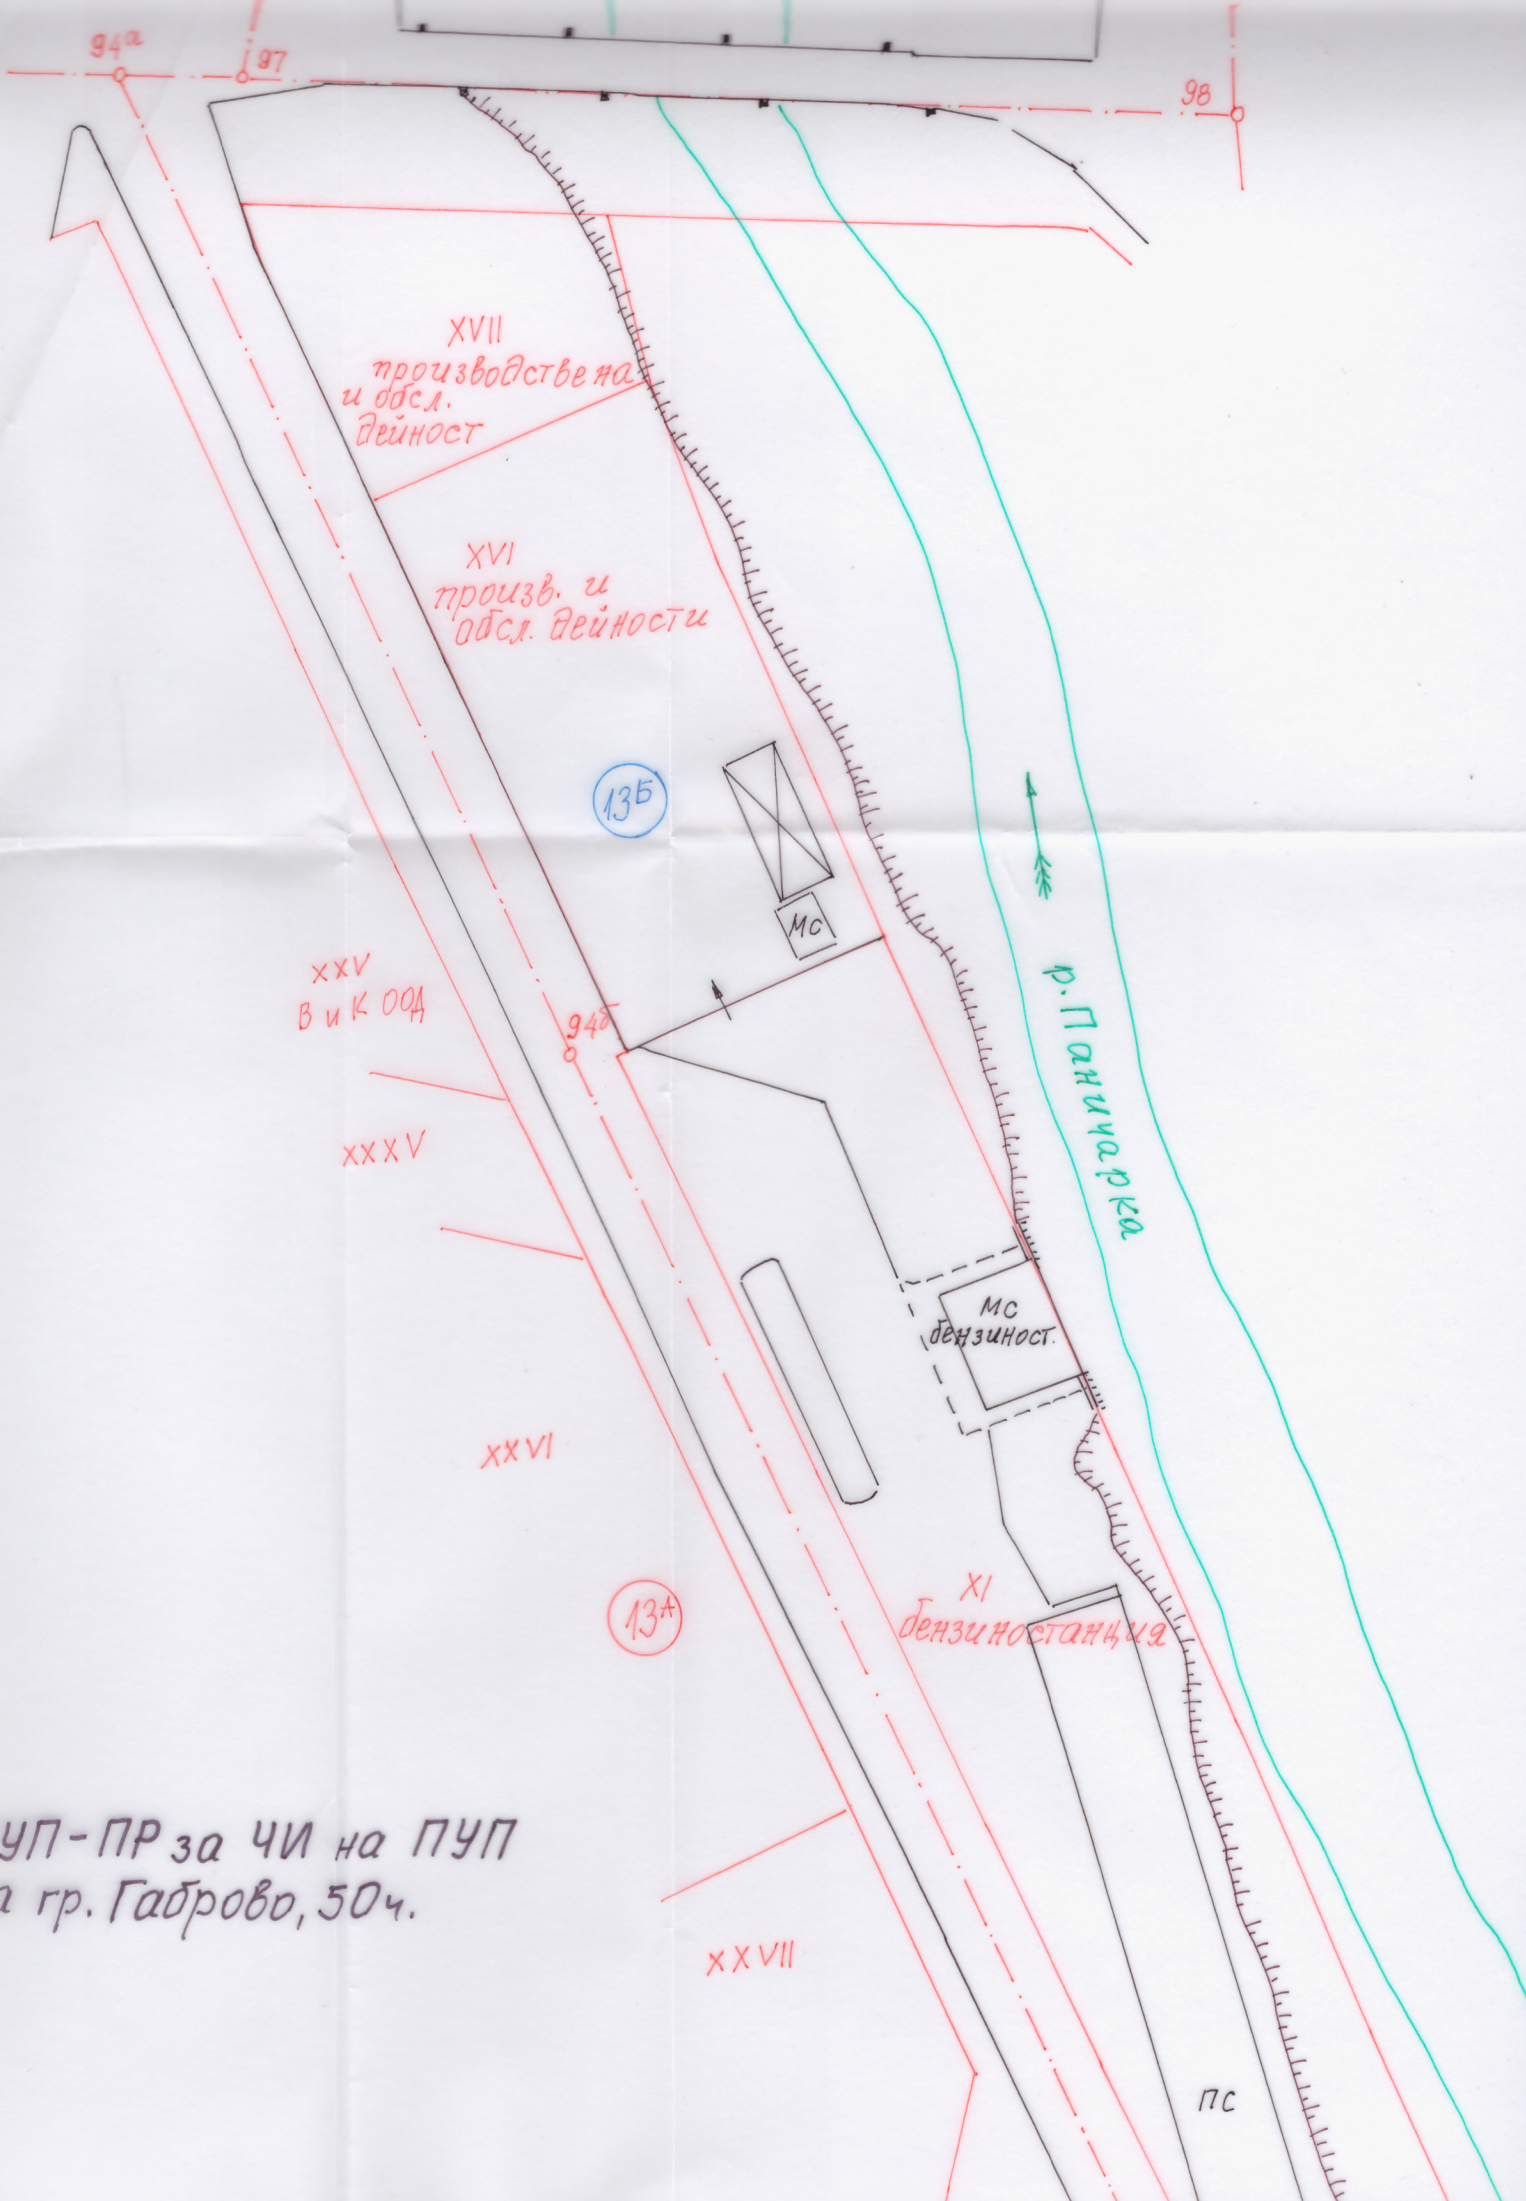 94а
97
98
XVII
производствена
и обсл.
дейност
XVI
произв. и
обсл. дейности
13Б
МС
XXV
В и К ООД
94б
р. Паничарка
XXXV
МС
бензиност.
XXVI
XI
бензиностанция
13А
УП-ПР за ЧИ на ПУП
гр. Габрово, 50ч.
XXVII
ПС